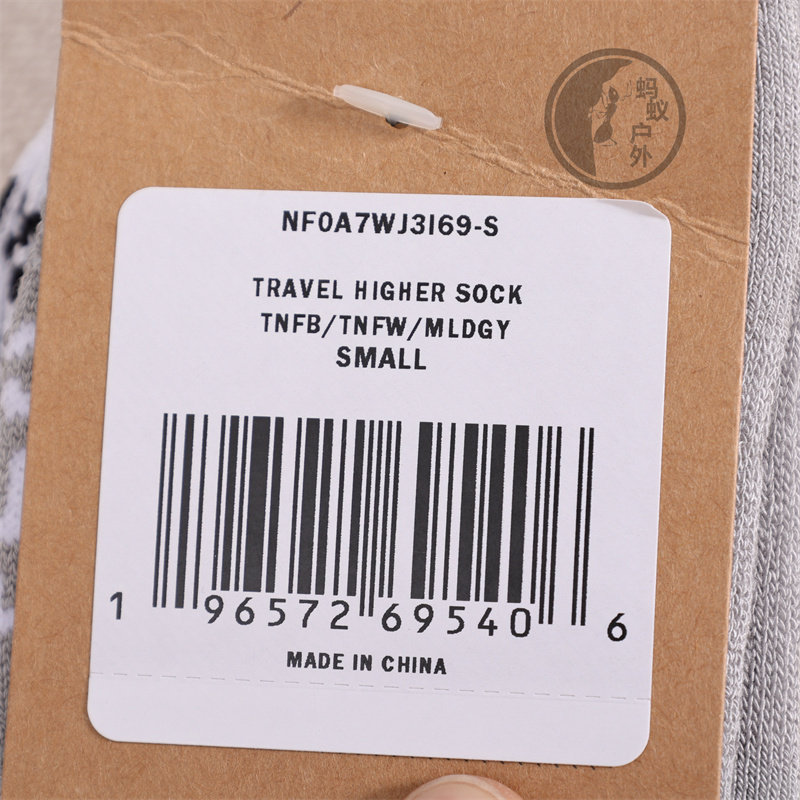 蚂蚁户外
NF0A7WJ3I69-S
TRAVEL HIGHER SOCK
TNFB/TNFW/MLDGY
SMALL
1 96572 69540 6
MADE IN CHINA